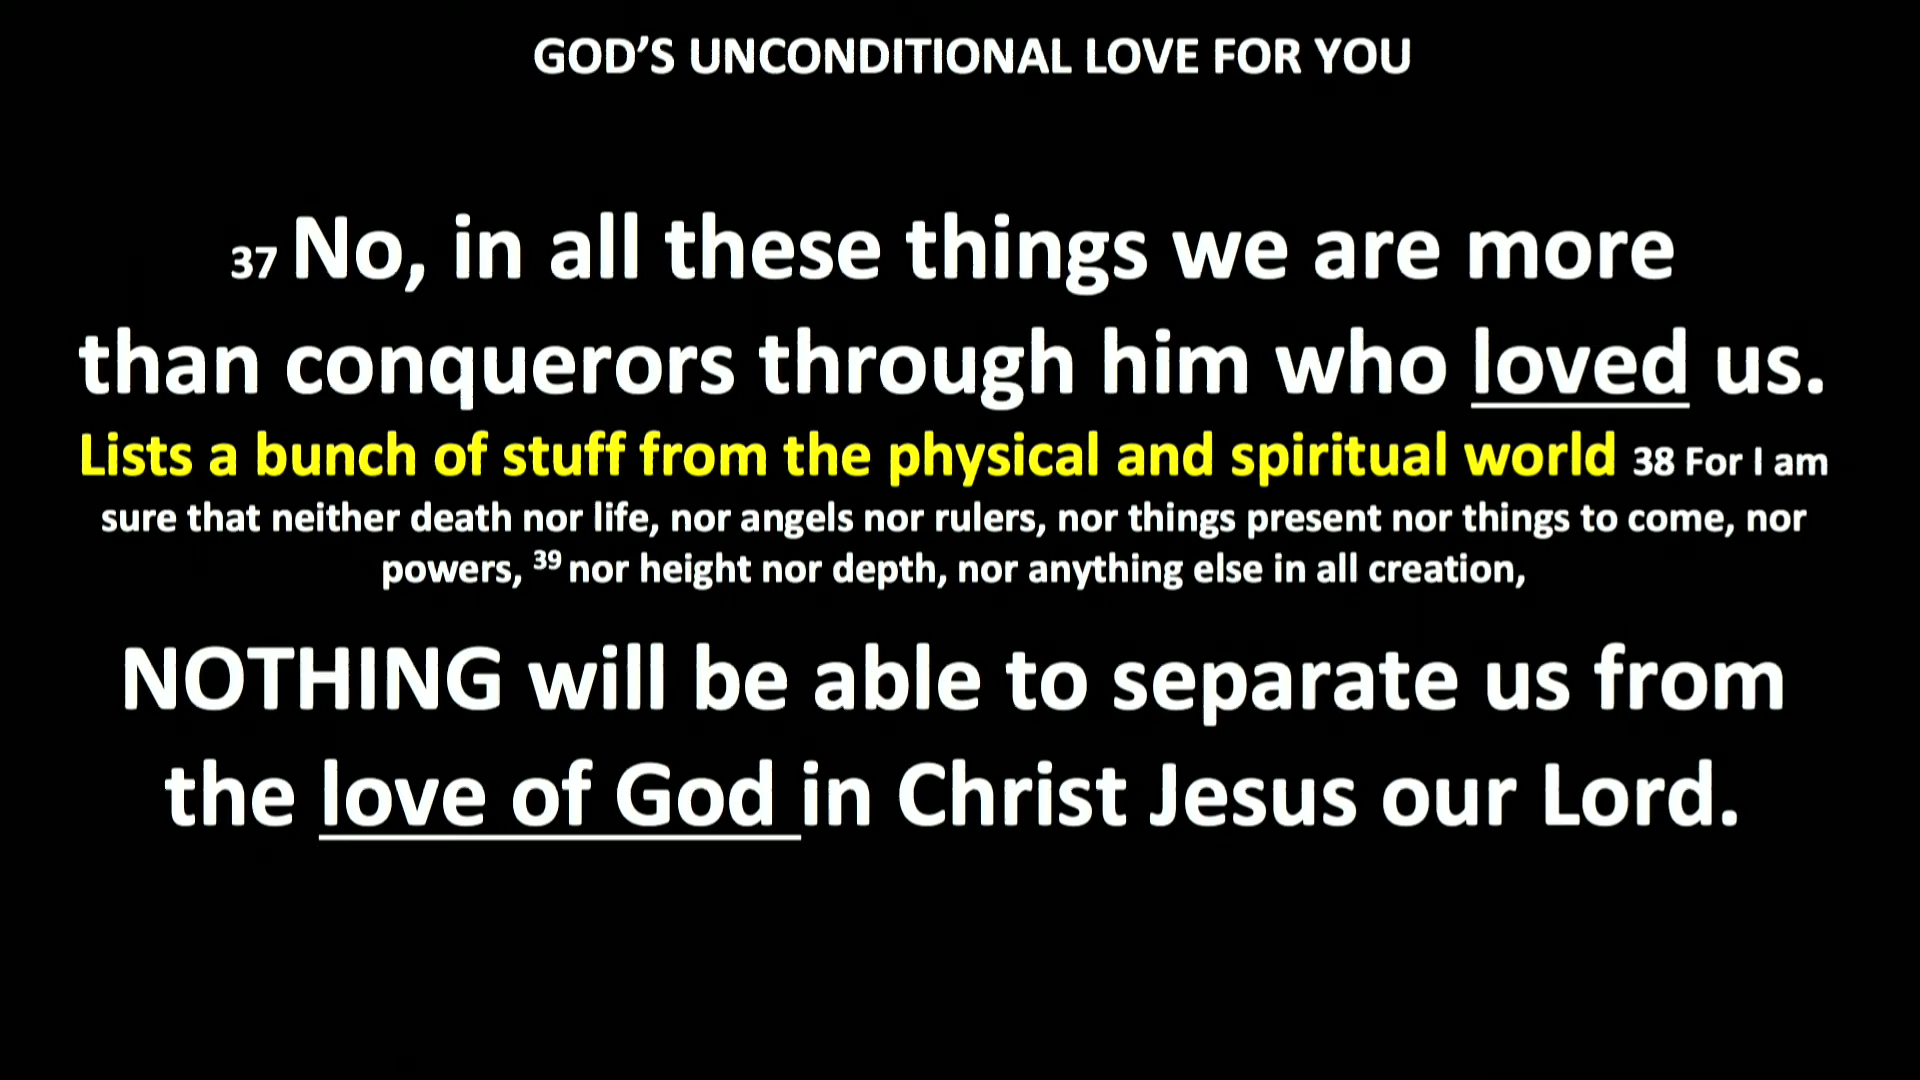 GOD’S UNCONDITIONAL LOVE FOR YOU
37 No, in all these things we are more
than conquerors through him who loved us.
Lists a bunch of stuff from the physical and spiritual world 38 For I am
sure that neither death nor life, nor angels nor rulers, nor things present nor things to come, nor
powers, 39 nor height nor depth, nor anything else in all creation,
NOTHING will be able to separate us from
the love of God in Christ Jesus our Lord.